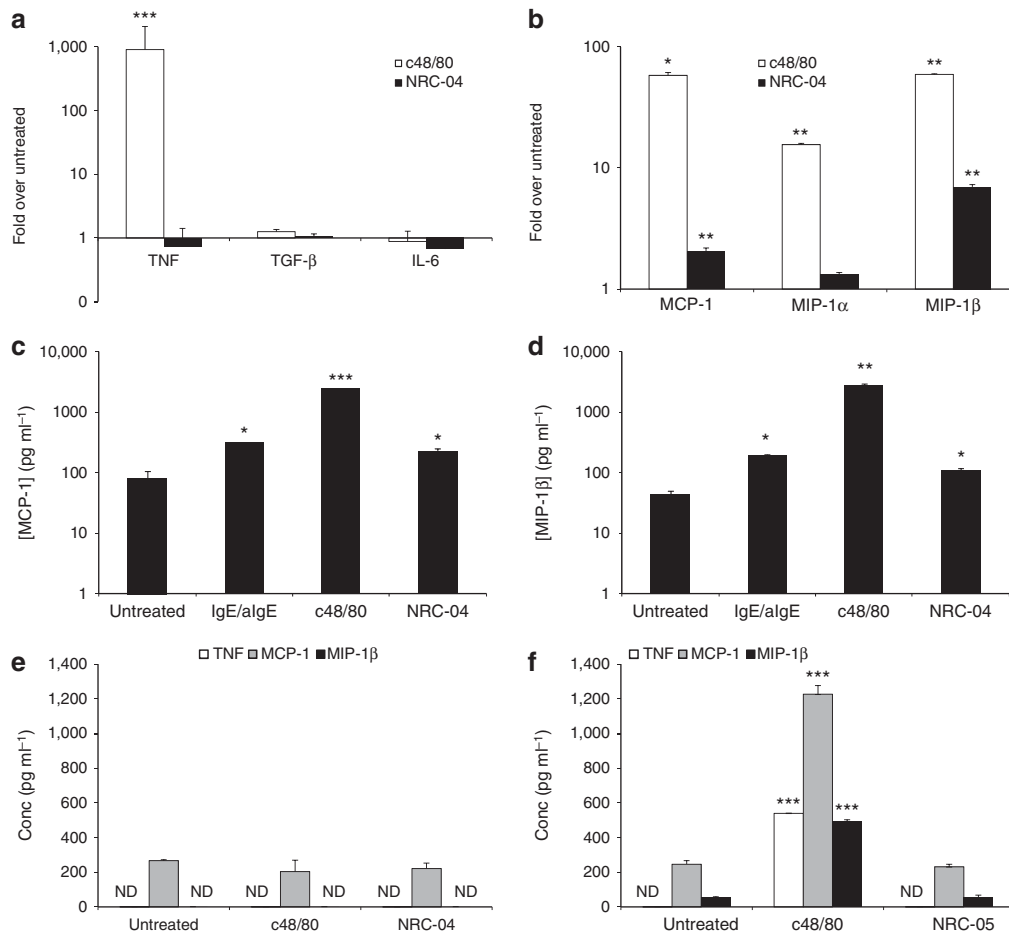 a
Fold over untreated
1,000
100
10
1
0
***
c48/80
NRC-04
TNF TGF-β IL-6
b
Fold over untreated
100
10
1
* ** ** ** **
c48/80
NRC-04
MCP-1 MIP-1α MIP-1β
c
[MCP-1] (pg ml−1)
10,000
1000
100
10
1
* *** *
Untreated IgE/aIgE c48/80 NRC-04
d
[MIP-1β] (pg ml−1)
10,000
1000
100
10
1
* ** *
Untreated IgE/aIgE c48/80 NRC-04
e
TNF MCP-1 MIP-1β
Conc (pg ml−1)
1,400
1,200
1,000
800
600
400
200
0
ND ND ND ND ND ND
Untreated c48/80 NRC-04
f
TNF MCP-1 MIP-1β
Conc (pg ml−1)
1,400
1,200
1,000
800
600
400
200
0
ND *** *** *** ND
Untreated c48/80 NRC-05